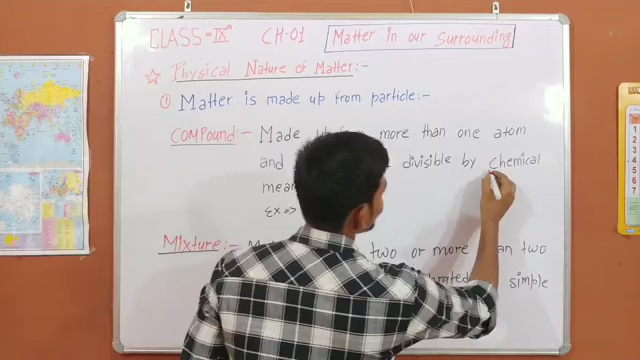 CLASS = IXth CH-01 Matter in our Surrounding
Physical Nature of Matter:-
① Matter is made up from particle:-
COMPOUND:- Made more than one atom
and divisible by Chemical
mean
Ex=>
Mixture:- two or more an two
simple